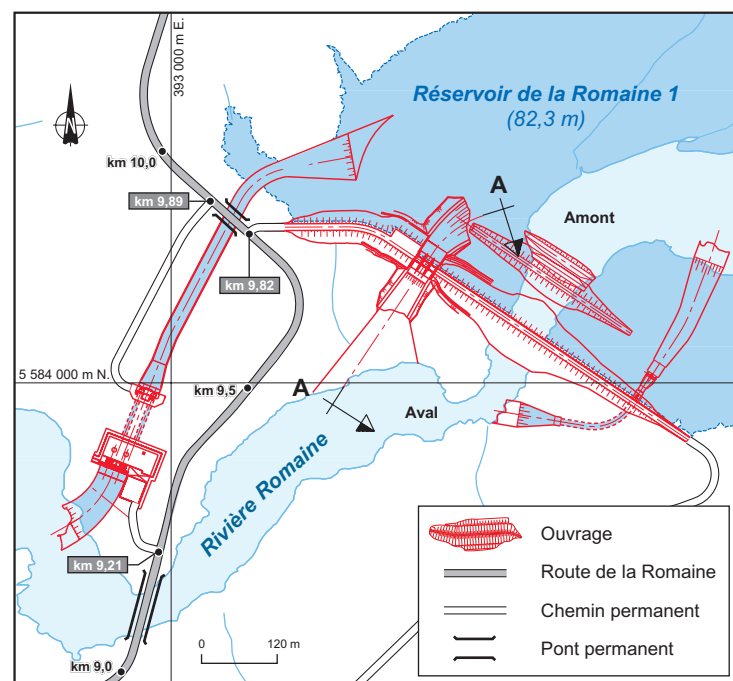 393 000 m E.
Réservoir de la Romaine 1
(82,3 m)
N
km 10,0
A
km 9,89
Amont
km 9,82
5 584 000 m N.
km 9,5
A
Aval
Rivière Romaine
km 9,21
km 9,0
0 120 m
Ouvrage
Route de la Romaine
Chemin permanent
Pont permanent